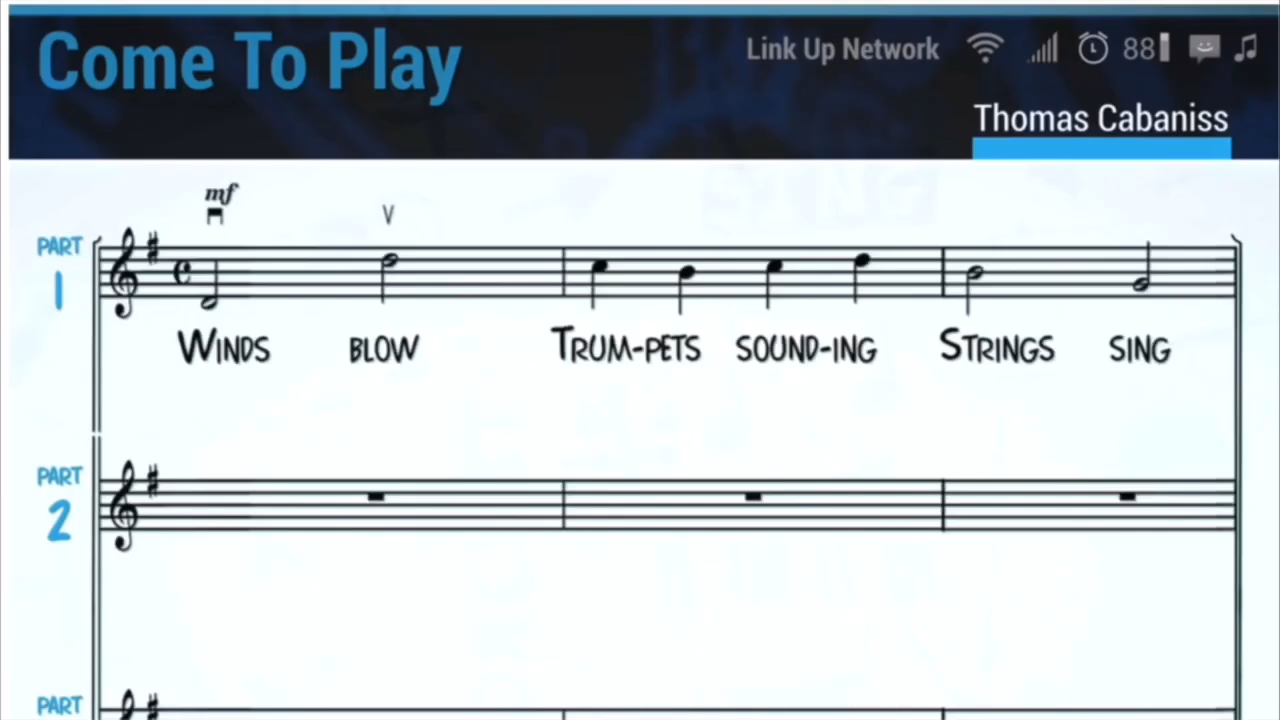 Come To Play
Link Up Network
88
Thomas Cabaniss
mf
PART
1
WINDS BLOW TRUM-PETS SOUND-ING STRINGS SING
PART
2
PART